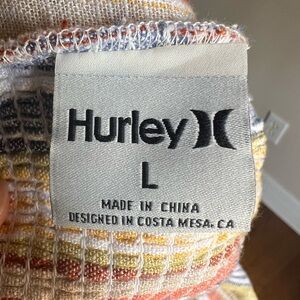 Hurley
L
MADE IN CHINA
DESIGNED IN COSTA MESA, CA